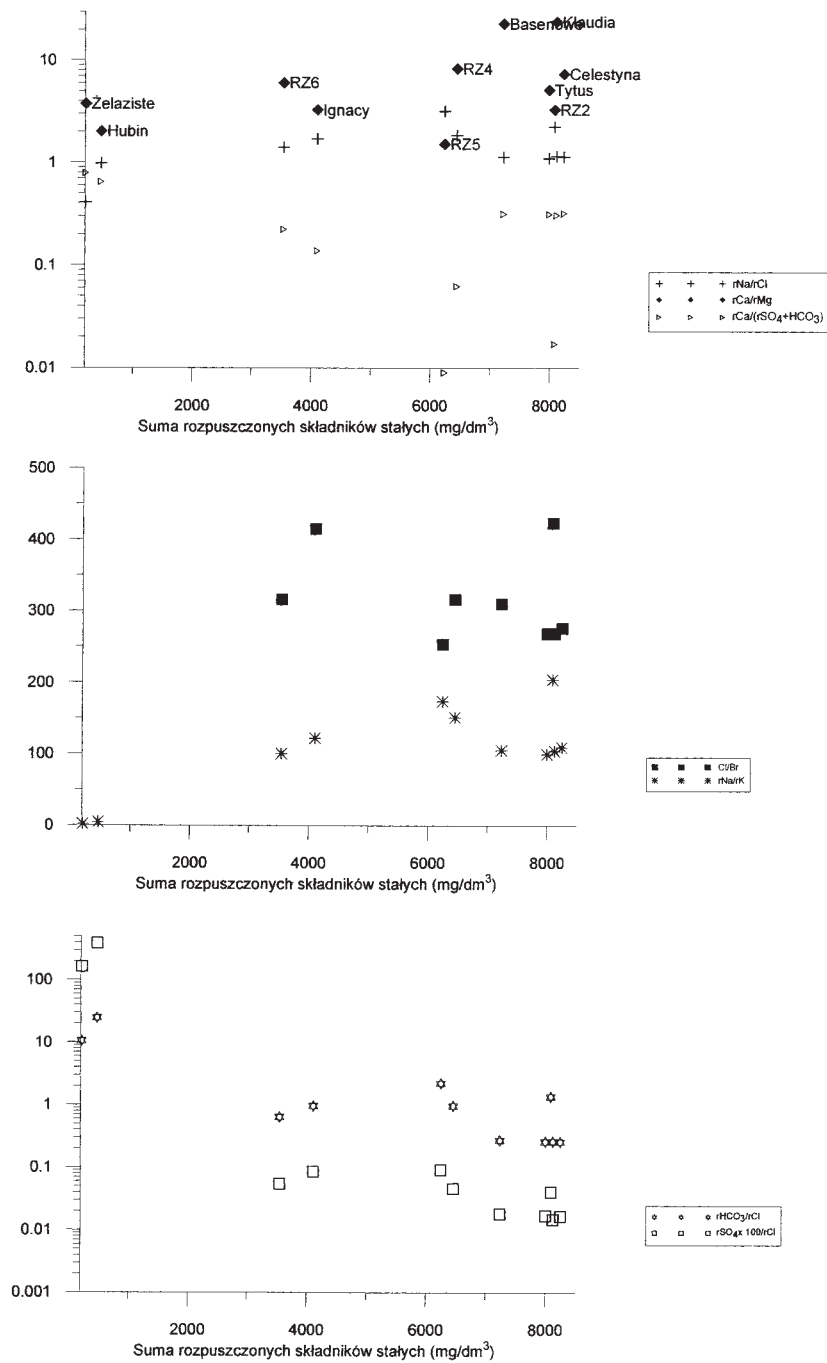 10
1
0.1
0.01
Basenowe
Klaudia
RZ4
Celestyna
RZ6
Tytus
Żelaziste
Ignacy
RZ2
Hubin
RZ5
2000
4000
6000
8000
Suma rozpuszczonych składników stałych (mg/dm³)
rNa/rCl
rCa/rMg
rCa/(rSO₄+HCO₃)
500
400
300
200
100
0
2000
4000
6000
8000
Suma rozpuszczonych składników stałych (mg/dm³)
Cl/Br
rNa/rK
100
10
1
0.1
0.01
0.001
2000
4000
6000
8000
Suma rozpuszczonych składników stałych (mg/dm³)
rHCO₃/rCl
rSO₄x 100/rCl